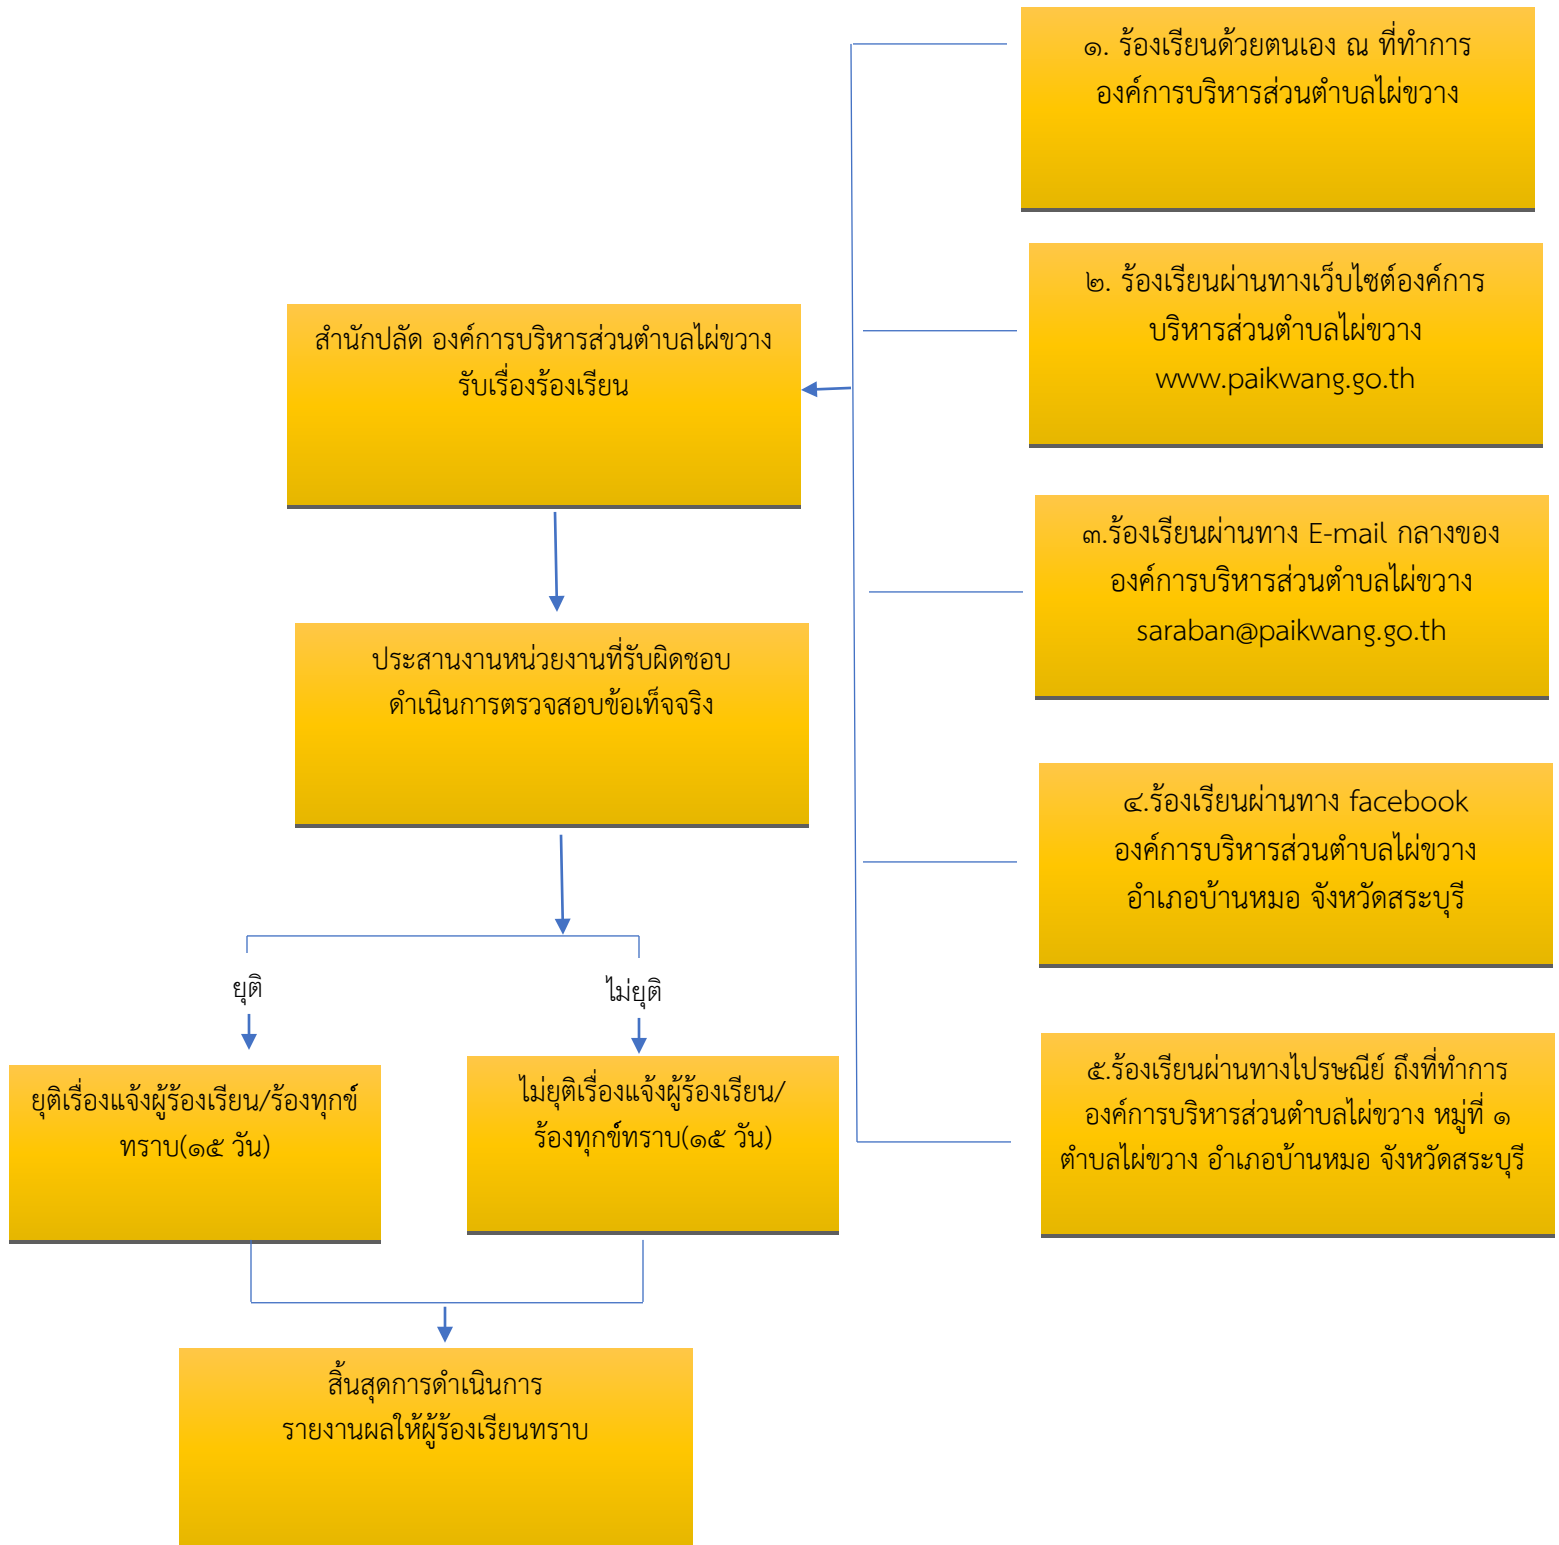 ๑. ร้องเรียนด้วยตนเอง ณ ที่ทำการ
องค์การบริหารส่วนตำบลไผ่ขวาง
๒. ร้องเรียนผ่านทางเว็บไซต์องค์การ
บริหารส่วนตำบลไผ่ขวาง
www.paikwang.go.th
๓.ร้องเรียนผ่านทาง E-mail กลางของ
องค์การบริหารส่วนตำบลไผ่ขวาง
saraban@paikwang.go.th
๔.ร้องเรียนผ่านทาง facebook
องค์การบริหารส่วนตำบลไผ่ขวาง
อำเภอบ้านหมอ จังหวัดสระบุรี
๕.ร้องเรียนผ่านทางไปรษณีย์ ถึงที่ทำการ
องค์การบริหารส่วนตำบลไผ่ขวาง หมู่ที่ ๑
ตำบลไผ่ขวาง อำเภอบ้านหมอ จังหวัดสระบุรี
สำนักปลัด องค์การบริหารส่วนตำบลไผ่ขวาง
รับเรื่องร้องเรียน
ประสานงานหน่วยงานที่รับผิดชอบ
ดำเนินการตรวจสอบข้อเท็จจริง
ยุติ
ไม่ยุติ
ยุติเรื่องแจ้งผู้ร้องเรียน/ร้องทุกข์
ทราบ(๑๕ วัน)
ไม่ยุติเรื่องแจ้งผู้ร้องเรียน/
ร้องทุกข์ทราบ(๑๕ วัน)
สิ้นสุดการดำเนินการ
รายงานผลให้ผู้ร้องเรียนทราบ